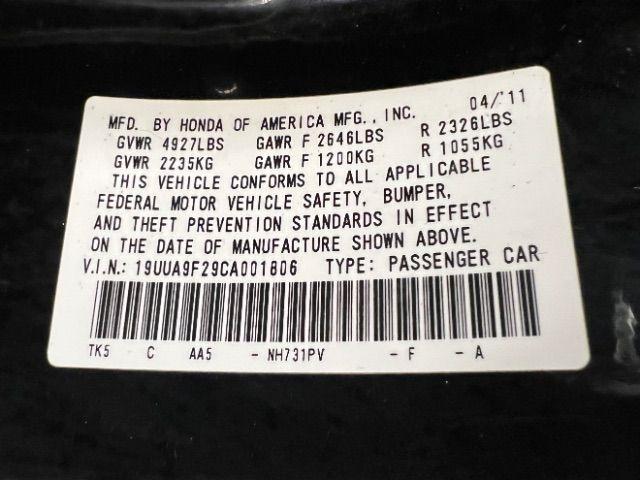 MFD. BY HONDA OF AMERICA MFG., INC. 04/'11
GVWR 4927LBS GAWR F 2646LBS R 2326LBS
GVWR 2235KG GAWR F 1200KG R 1055KG
THIS VEHICLE CONFORMS TO ALL APPLICABLE
FEDERAL MOTOR VEHICLE SAFETY, BUMPER,
AND THEFT PREVENTION STANDARDS IN EFFECT
ON THE DATE OF MANUFACTURE SHOWN ABOVE.
V.I.N.: 19UUA9F29CA001806 TYPE: PASSENGER CAR
TK5 C AA5 - NH731PV - F - A